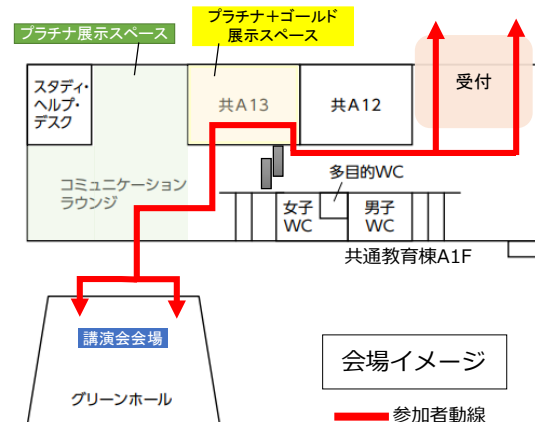 プラチナ展示スペース
プラチナ＋ゴールド
展示スペース
スタディ・
ヘルプ・
デスク
共A13
共A12
受付
コミュニケーション
ラウンジ
多目的WC
女子
WC
男子
WC
共通教育棟A1F
講演会会場
グリーンホール
会場イメージ
参加者動線